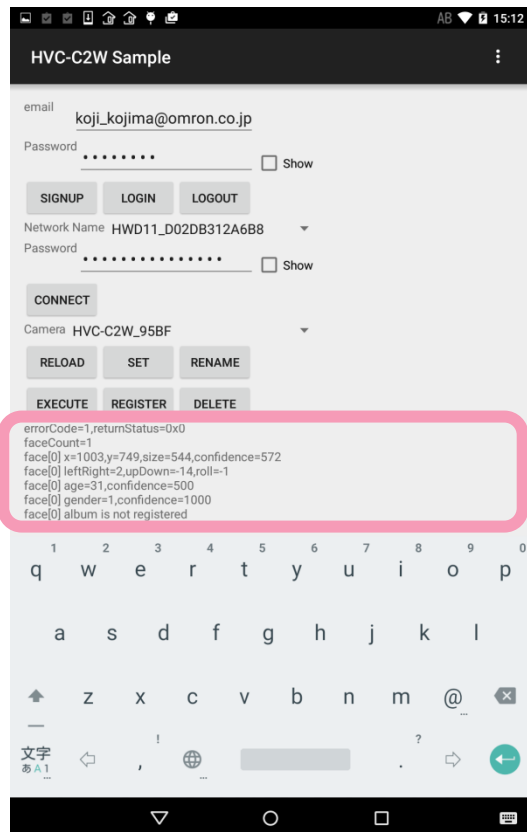 AB 15:12
HVC-C2W Sample
email
koji_kojima@omron.co.jp
Password
••••••••
Show
SIGNUP LOGIN LOGOUT
Network Name HWD11_D02DB312A6B8
Password
•••••••••••••••
Show
CONNECT
Camera HVC-C2W_95BF
RELOAD SET RENAME
EXECUTE REGISTER DELETE
errorCode=1,returnStatus=0x0
faceCount=1
face[0] x=1003,y=749,size=544,confidence=572
face[0] leftRight=2,upDown=-14,roll=-1
face[0] age=31,confidence=500
face[0] gender=1,confidence=1000
face[0] album is not registered
1 2 3 4 5 6 7 8 9 0
q w e r t y u i o p
a s d f g h j k l
z x c v b n m @
...
! ?
文字 , .
あA1
... ...